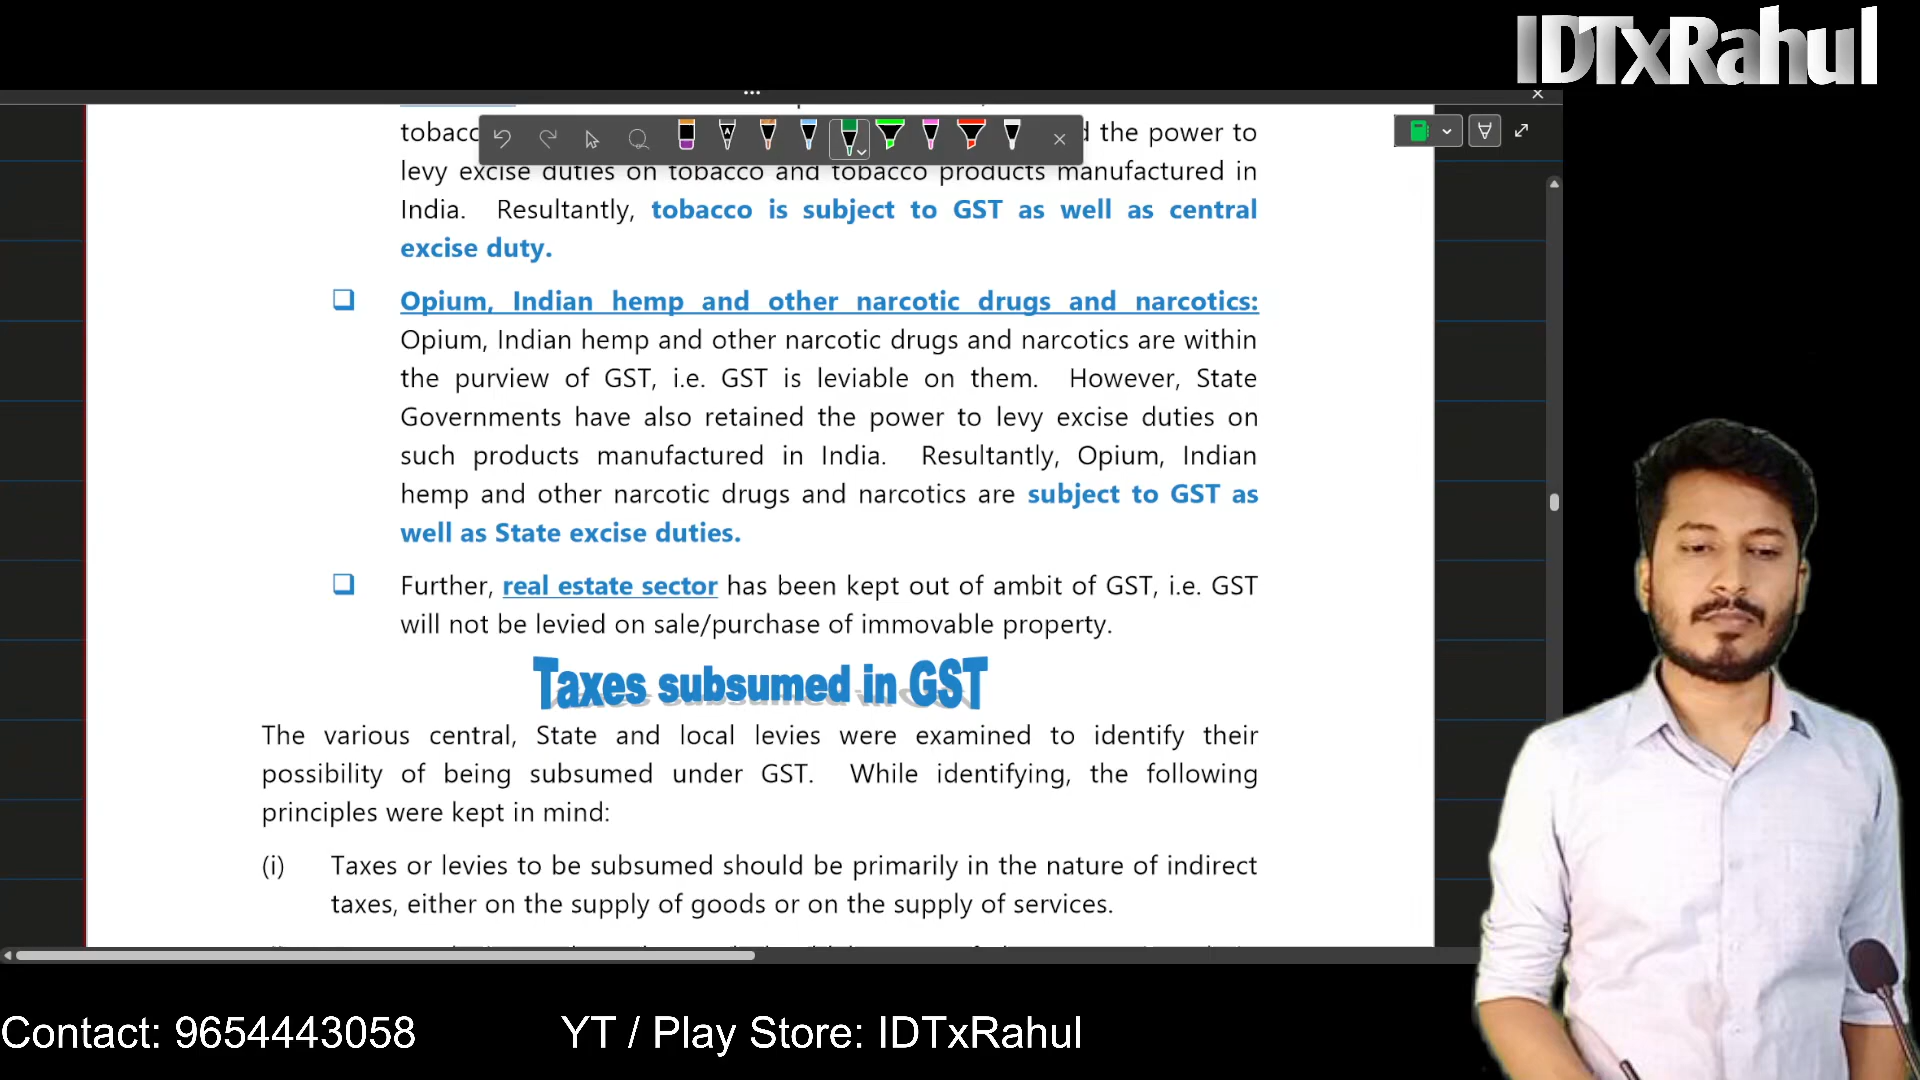 IDTxRahul
tobacc
d the power to
levy excise duties on tobacco and tobacco products manufactured in
India. Resultantly, tobacco is subject to GST as well as central
excise duty.
Opium, Indian hemp and other narcotic drugs and narcotics:
Opium, Indian hemp and other narcotic drugs and narcotics are within
the purview of GST, i.e. GST is leviable on them. However, State
Governments have also retained the power to levy excise duties on
such products manufactured in India. Resultantly, Opium, Indian
hemp and other narcotic drugs and narcotics are subject to GST as
well as State excise duties.
Further, real estate sector has been kept out of ambit of GST, i.e. GST
will not be levied on sale/purchase of immovable property.
Taxes subsumed in GST
The various central, State and local levies were examined to identify their
possibility of being subsumed under GST. While identifying, the following
principles were kept in mind:
(i) Taxes or levies to be subsumed should be primarily in the nature of indirect
taxes, either on the supply of goods or on the supply of services.
Contact: 9654443058 YT / Play Store: IDTxRahul